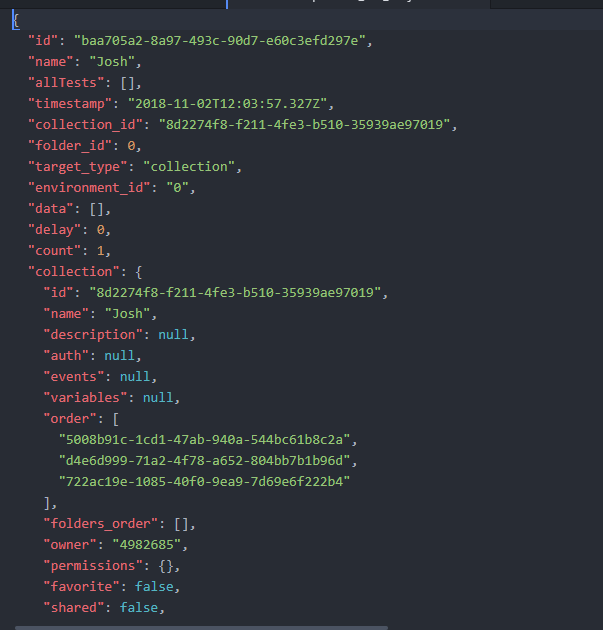 {
"id": "baa705a2-8a97-493c-90d7-e60c3efd297e",
"name": "Josh",
"allTests": [],
"timestamp": "2018-11-02T12:03:57.327Z",
"collection_id": "8d2274f8-f211-4fe3-b510-35939ae97019",
"folder_id": 0,
"target_type": "collection",
"environment_id": "0",
"data": [],
"delay": 0,
"count": 1,
"collection": {
"id": "8d2274f8-f211-4fe3-b510-35939ae97019",
"name": "Josh",
"description": null,
"auth": null,
"events": null,
"variables": null,
"order": [
"5008b91c-1cd1-47ab-940a-544bc61b8c2a",
"d4e6d999-71a2-4f78-a652-804bb7b1b96d",
"722ac19e-1085-40f0-9ea9-7d69e6f222b4"
],
"folders_order": [],
"owner": "4982685",
"permissions": {},
"favorite": false,
"shared": false,